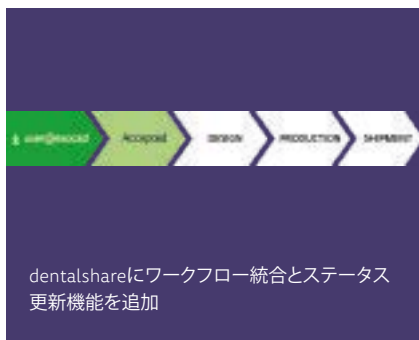 Accepted
DESIGN
PRODUCTION
SHIPMENT
dentalshareにワークフロー統合とステータス
更新機能を追加